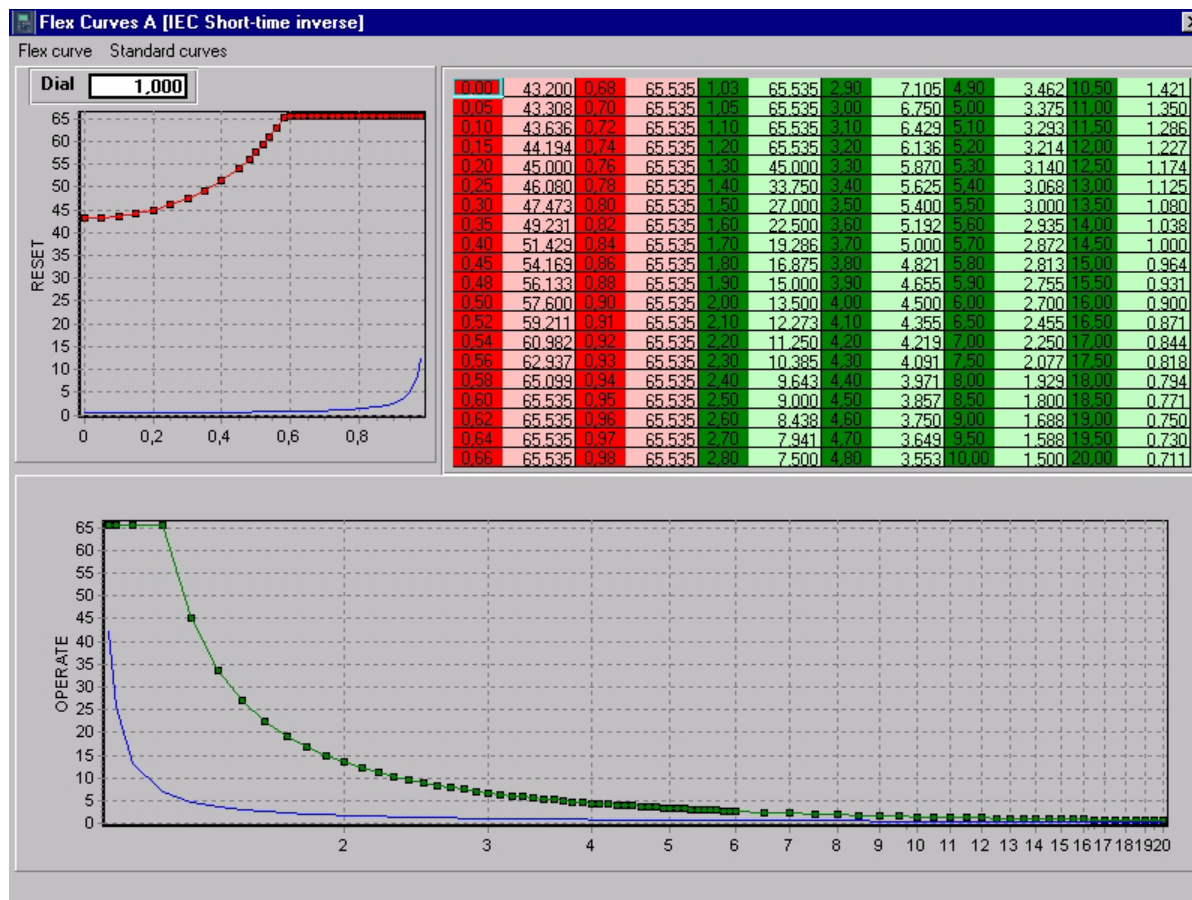 Flex Curves A [IEC Short-time inverse]
Flex curve Standard curves
Dial 1,000
0,00 43.200 0,68 65.535 1,03 65.535 2,90 7.105 4,90 3.462 10,50 1.421
0,05 43.308 0,70 65.535 1,05 65.535 3,00 6.750 5,00 3.375 11,00 1.350
0,10 43.636 0,72 65.535 1,10 65.535 3,10 6.429 5,10 3.293 11,50 1.286
0,15 44.194 0,74 65.535 1,20 65.535 3,20 6.136 5,20 3.214 12,00 1.227
0,20 45.000 0,76 65.535 1,30 45.000 3,30 5.870 5,30 3.140 12,50 1.174
0,25 46.080 0,78 65.535 1,40 33.750 3,40 5.625 5,40 3.068 13,00 1.125
0,30 47.473 0,80 65.535 1,50 27.000 3,50 5.400 5,50 3.000 13,50 1.080
0,35 49.231 0,82 65.535 1,60 22.500 3,60 5.192 5,60 2.935 14,00 1.038
0,40 51.429 0,84 65.535 1,70 19.286 3,70 5.000 5,70 2.872 14,50 1.000
0,45 54.169 0,86 65.535 1,80 16.875 3,80 4.821 5,80 2.813 15,00 0.964
0,48 56.133 0,88 65.535 1,90 15.000 3,90 4.655 5,90 2.755 15,50 0.931
0,50 57.600 0,90 65.535 2,00 13.500 4,00 4.500 6,00 2.700 16,00 0.900
0,52 59.211 0,91 65.535 2,10 12.273 4,10 4.355 6,50 2.455 16,50 0.871
0,54 60.982 0,92 65.535 2,20 11.250 4,20 4.219 7,00 2.250 17,00 0.844
0,56 62.937 0,93 65.535 2,30 10.385 4,30 4.091 7,50 2.077 17,50 0.818
0,58 65.099 0,94 65.535 2,40 9.643 4,40 3.971 8,00 1.929 18,00 0.794
0,60 65.535 0,95 65.535 2,50 9.000 4,50 3.857 8,50 1.800 18,50 0.771
0,62 65.535 0,96 65.535 2,60 8.438 4,60 3.750 9,00 1.688 19,00 0.750
0,64 65.535 0,97 65.535 2,70 7.941 4,70 3.649 9,50 1.588 19,50 0.730
0,66 65.535 0,98 65.535 2,80 7.500 4,80 3.553 10,00 1.500 20,00 0.711
RESET
65
60
55
50
45
40
35
30
25
20
15
10
5
0
0 0,2 0,4 0,6 0,8
OPERATE
65
60
55
50
45
40
35
30
25
20
15
10
5
0
2 3 4 5 6 7 8 9 10 11 12 13 14 15 16 17 18 19 20